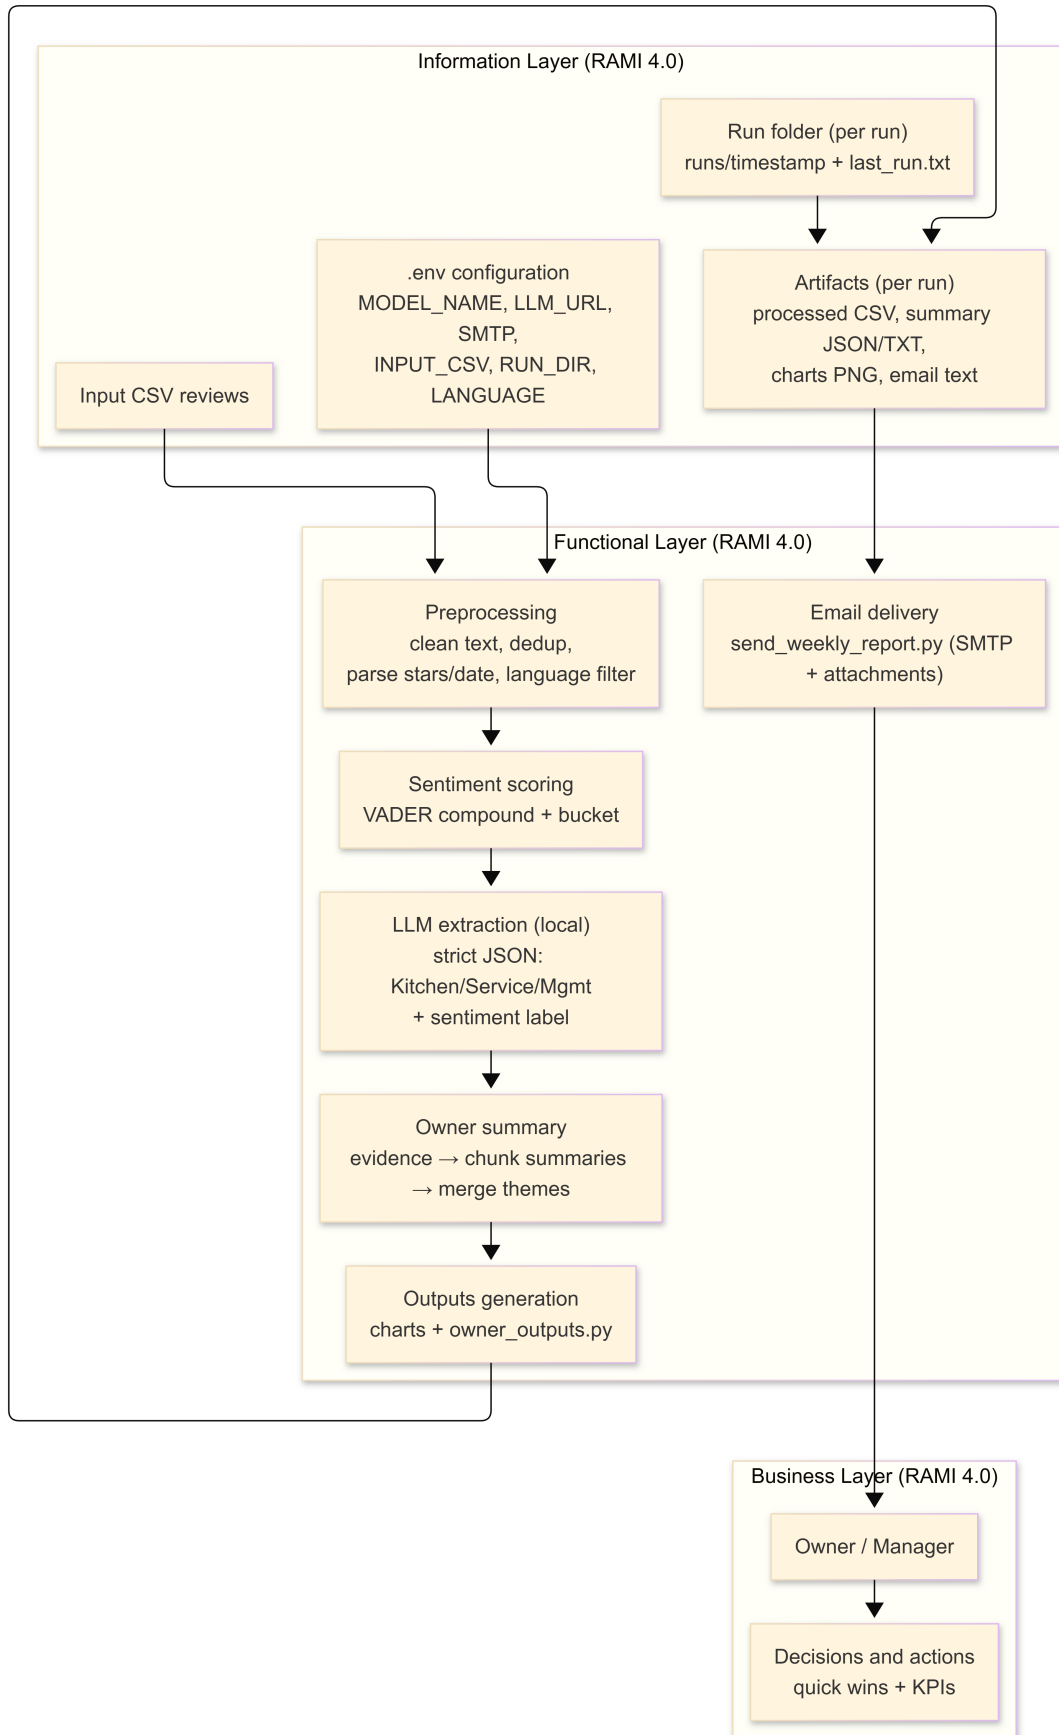 Information Layer (RAMI 4.0)
Run folder (per run)
runs/timestamp + last_run.txt
.env configuration
MODEL_NAME, LLM_URL,
SMTP,
INPUT_CSV, RUN_DIR,
LANGUAGE
Artifacts (per run)
processed CSV, summary
JSON/TXT,
charts PNG, email text
Input CSV reviews
Functional Layer (RAMI 4.0)
Preprocessing
clean text, dedup,
parse stars/date, language filter
Email delivery
send_weekly_report.py (SMTP
+ attachments)
Sentiment scoring
VADER compound + bucket
LLM extraction (local)
strict JSON:
Kitchen/Service/Mgmt
+ sentiment label
Owner summary
evidence → chunk summaries
→ merge themes
Outputs generation
charts + owner_outputs.py
Business Layer (RAMI 4.0)
Owner / Manager
Decisions and actions
quick wins + KPIs